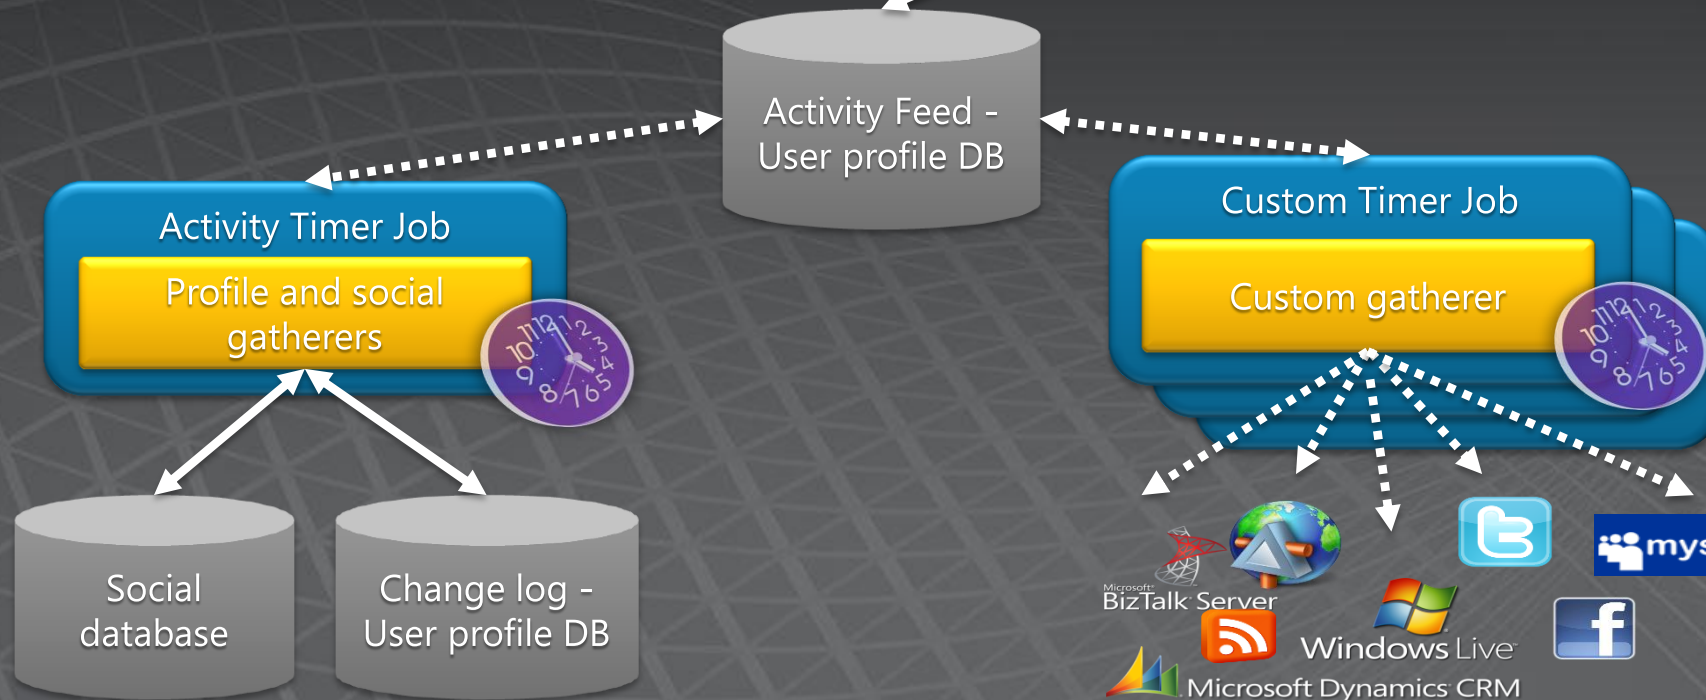 Activity Feed -
User profile DB
Activity Timer Job
Profile and social
gatherers
Custom Timer Job
Custom gatherer
Social
database
Change log -
User profile DB
Microsoft
BizTalk Server
mys
Windows Live
Microsoft Dynamics CRM